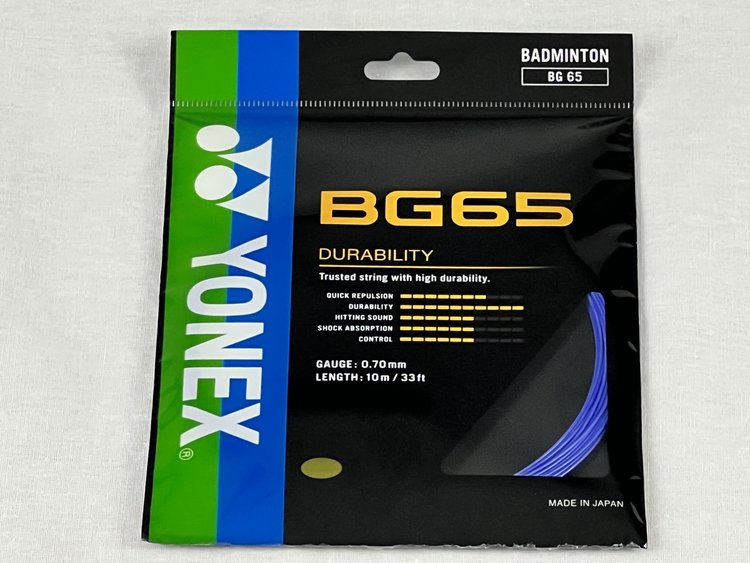 BADMINTON
BG 65
YONEX®
BG65
DURABILITY
Trusted string with high durability.
QUICK REPULSION
DURABILITY
HITTING SOUND
SHOCK ABSORPTION
CONTROL
GAUGE: 0.70mm
LENGTH: 10m / 33ft
MADE IN JAPAN